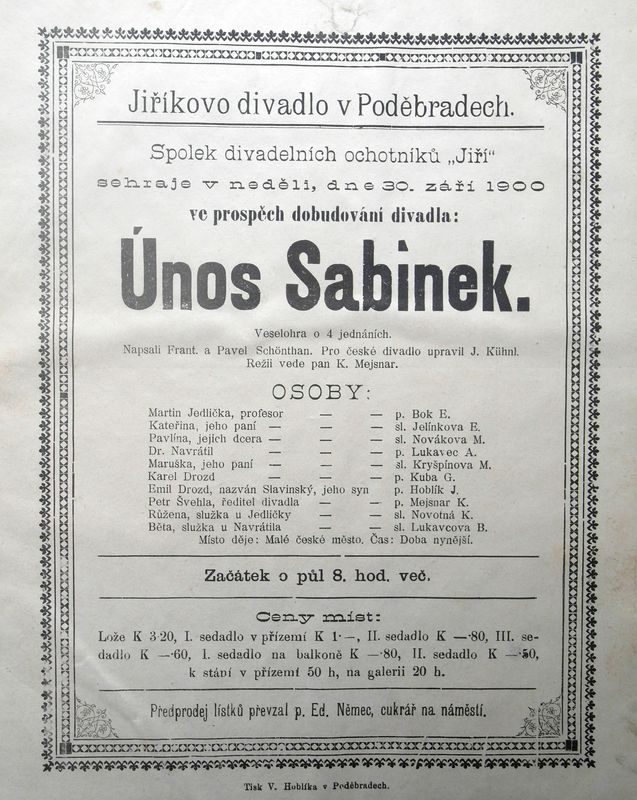 Jiříkovo divadlo v Poděbradech.
Spolek divadelních ochotníků „Jiří“
sehraje v neděli, dne 30. září 1900
ve prospěch dobudování divadla:
Únos Sabinek.
Veselohra o 4 jednáních.
Napsali Frant. a Pavel Schönthan. Pro české divadlo upravil J. Kühnl.
Režii vede pan K. Mejsnar.
OSOBY:
Martin Jedlička, profesor — — p. Bok E.
Kateřina, jeho paní — — — sl. Jelínkova E.
Pavlína, jejich dcera — — — sl. Novákova M.
Dr. Navrátil — — p. Lukavec A.
Maruška, jeho paní — — — sl. Kryšpínova M.
Karel Drozd — — p. Kuba G.
Emil Drozd, nazván Slavinský, jeho syn p. Hoblík J.
Petr Švehla, ředitel divadla — — p. Mejsnar K.
Růžena, služka u Jedličky — — sl. Novotná K.
Běta, služka u Navrátila — — sl. Lukavcova B.
Místo děje: Malé české město. Čas: Doba nynější.
Začátek o půl 8. hod. več.
Ceny míst:
Lože K 3·20, I. sedadlo v přízemí K 1·—, II. sedadlo K —·80, III. se-
dadlo K —·60, I. sedadlo na balkoně K —·80, II. sedadlo K —·50,
k stání v přízemí 50 h, na galerii 20 h.
Předprodej lístků převzal p. Ed. Němec, cukrář na náměstí.
Tisk V. Hoblíka v Poděbradech.